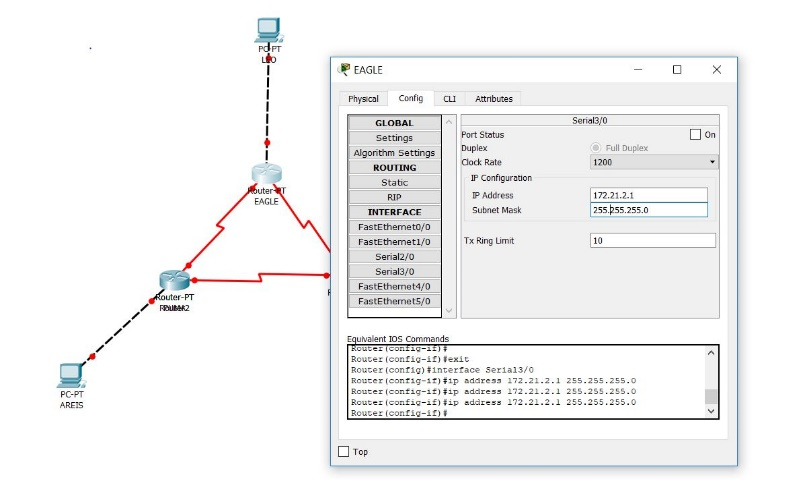 PC-PT
LEO
Router-PT
EAGLE
Router-PT
PC-PT
AREIS
EAGLE
Physical
Config
CLI
Attributes
GLOBAL
Settings
Algorithm Settings
ROUTING
Static
RIP
INTERFACE
FastEthernet0/0
FastEthernet1/0
Serial2/0
Serial3/0
FastEthernet4/0
FastEthernet5/0
Serial3/0
Port Status On
Duplex Full Duplex
Clock Rate 1200
IP Configuration
IP Address 172.21.2.1
Subnet Mask 255.255.255.0
Tx Ring Limit 10
Equivalent IOS Commands
Router(config-if)#
Router(config-if)#exit
Router(config)#interface Serial3/0
Router(config-if)#ip address 172.21.2.1 255.255.255.0
Router(config-if)#ip address 172.21.2.1 255.255.255.0
Router(config-if)#ip address 172.21.2.1 255.255.255.0
Router(config-if)#
Top